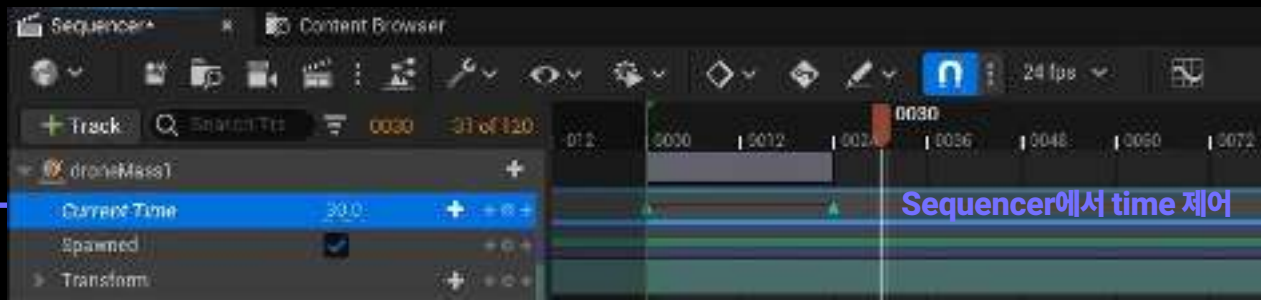 Sequencer*
Content Browser
24 fps
+ Track
0030
31 of 120
0030
-012
0000
0012
0036
0048
0060
0072
droneMass1
Current Time
30.0
Sequencer에서 time 제어
Spawned
Transform